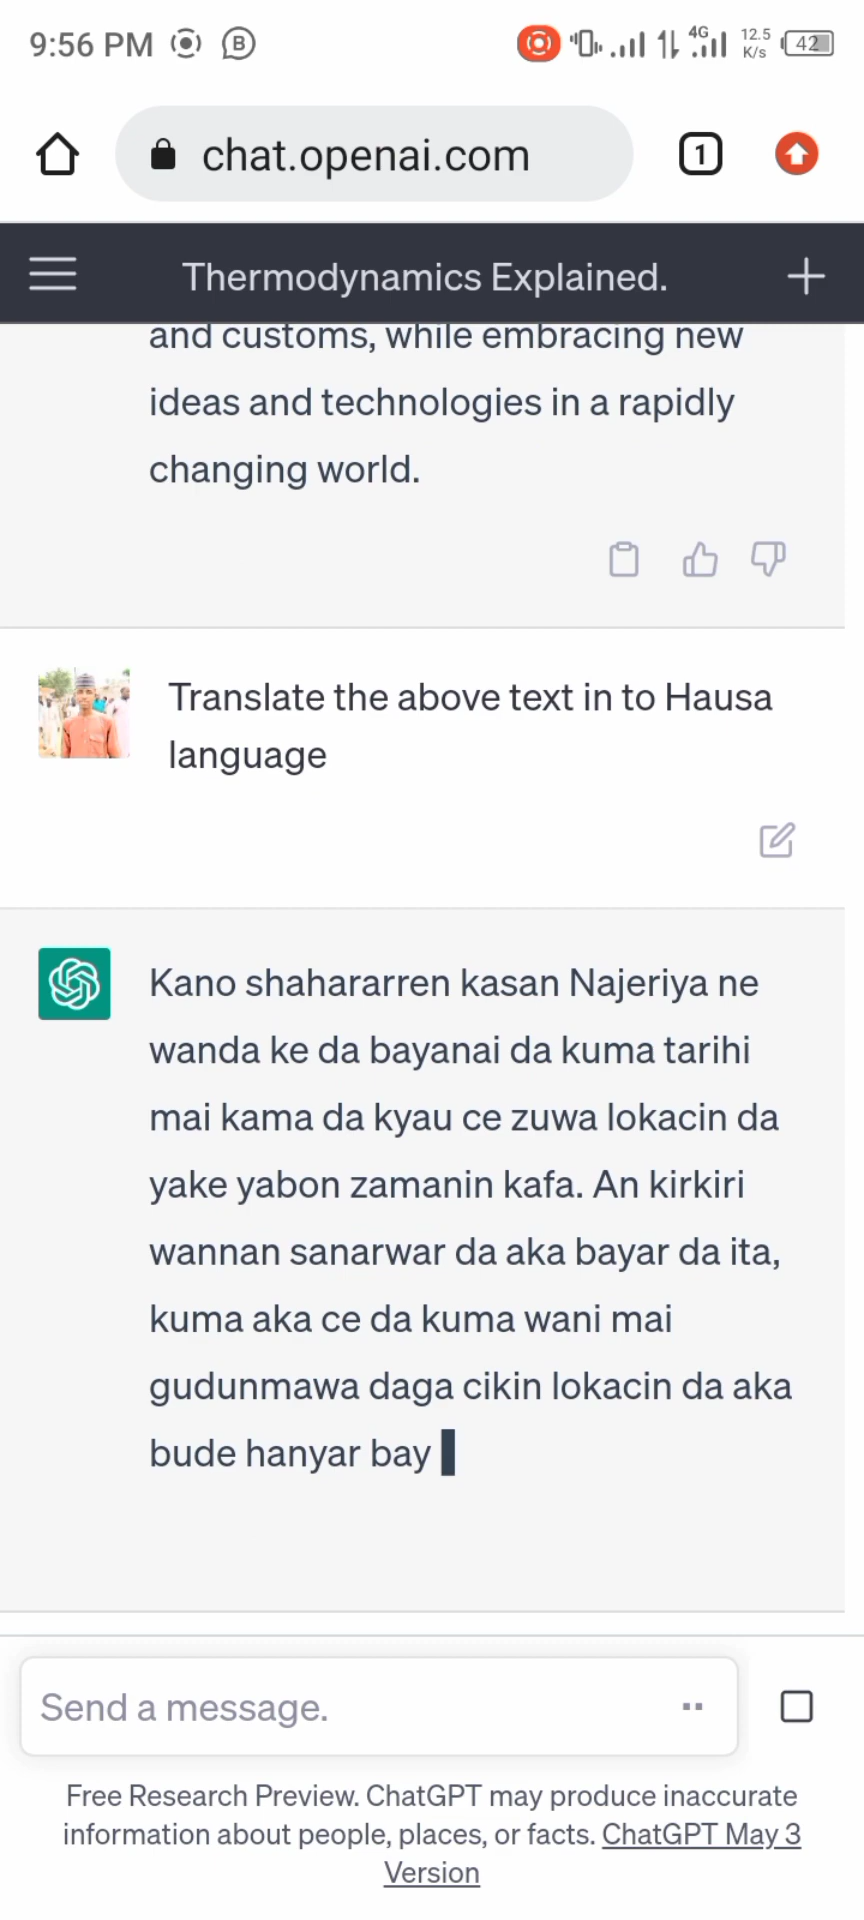 9:56 PM
4G
12.5
K/s
42
chat.openai.com
1
Thermodynamics Explained.
and customs, while embracing new
ideas and technologies in a rapidly
changing world.
Translate the above text in to Hausa
language
Kano shahararren kasan Najeriya ne
wanda ke da bayanai da kuma tarihi
mai kama da kyau ce zuwa lokacin da
yake yabon zamanin kafa. An kirkiri
wannan sanarwar da aka bayar da ita,
kuma aka ce da kuma wani mai
gudunmawa daga cikin lokacin da aka
bude hanyar bay
Send a message.
Free Research Preview. ChatGPT may produce inaccurate
information about people, places, or facts. ChatGPT May 3
Version